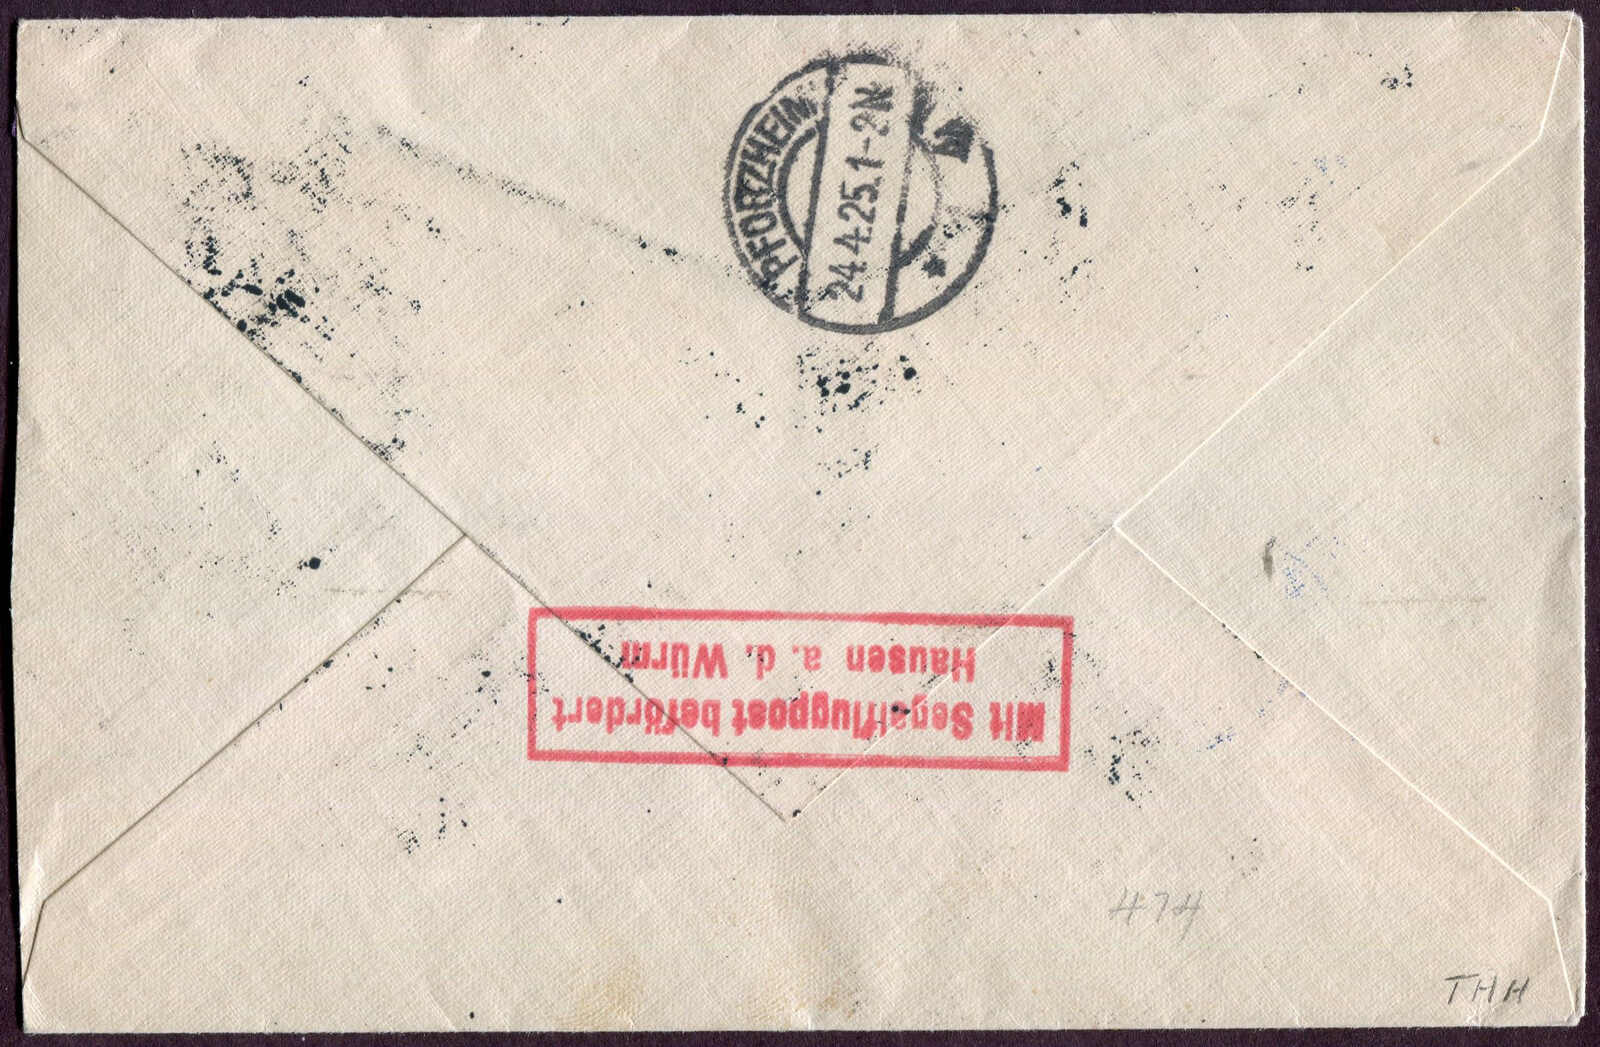 PFORZHEIM
24.4.25.1-2N
Mit Segelflugpost befördert
Hausen a. d. Würm
474
THH